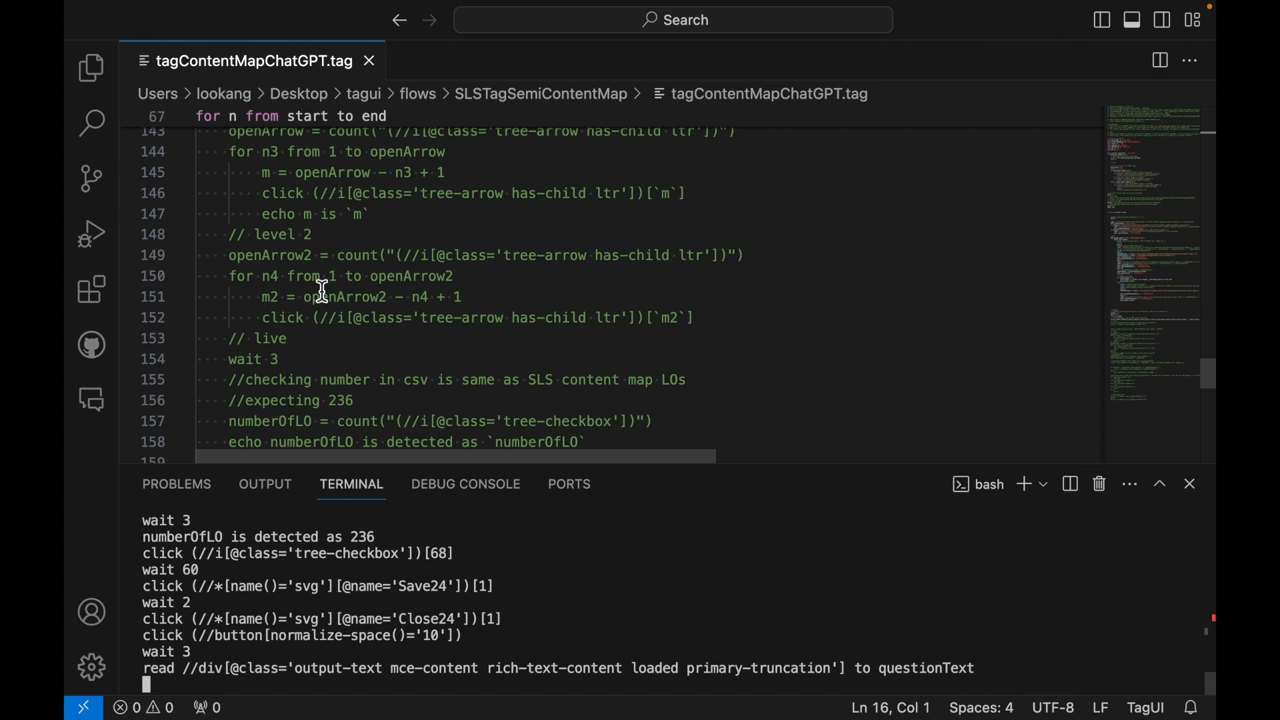 Search
tagContentMapChatGPT.tag
Users > lookang > Desktop > tagui > flows > SLSTagSemiContentMap > tagContentMapChatGPT.tag
67 for n from start to end
143 openArrow = count("(//i[@class='tree-arrow has-child ltr'])")
144 for n3 from 1 to openArrow
145 m = openArrow - n3 + 1
146 click (//i[@class='tree-arrow has-child ltr'])[`m`]
147 echo m is `m`
148 // level 2
149 openArrow2 = count("(//i[@class='tree-arrow has-child ltr'])")
150 for n4 from 1 to openArrow2
151 m2 = openArrow2 - n4 + 1
152 click (//i[@class='tree-arrow has-child ltr'])[`m2`]
153 // live
154 wait 3
155 //checking number in csv is same as SLS content map LOs
156 //expecting 236
157 numberOfLO = count("(//i[@class='tree-checkbox'])")
158 echo numberOfLO is detected as `numberOfLO`
159
PROBLEMS OUTPUT TERMINAL DEBUG CONSOLE PORTS bash
wait 3
numberOfLO is detected as 236
click (//i[@class='tree-checkbox'])[68]
wait 60
click (//*[name()='svg'][@name='Save24'])[1]
wait 2
click (//*[name()='svg'][@name='Close24'])[1]
click (//button[normalize-space()='10'])
wait 3
read //div[@class='output-text mce-content rich-text-content loaded primary-truncation'] to questionText
0 0 0 Ln 16, Col 1 Spaces: 4 UTF-8 LF TagUI